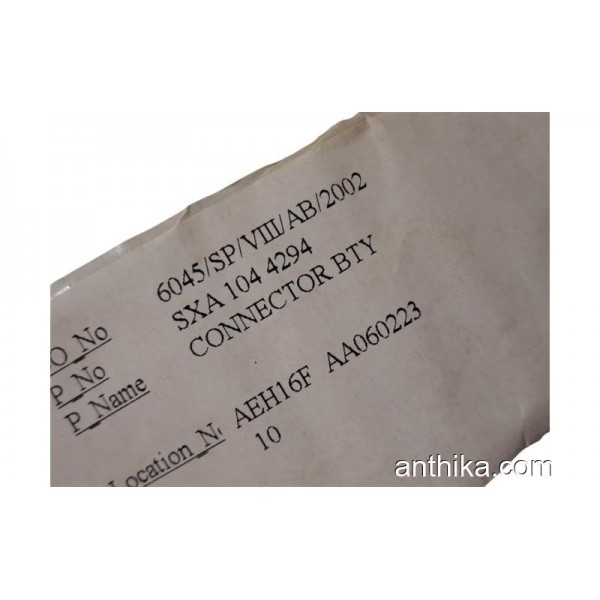 O No 6045/SP/VIII/AB/2002
P No SXA 104 4294
P Name CONNECTOR BTY
Location N AEH16F AA060223
10
anthika.com